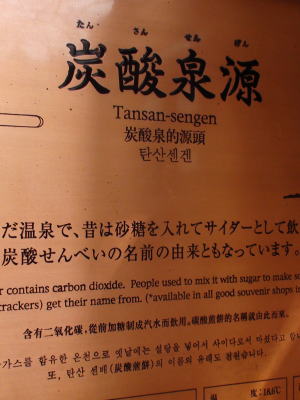 たん さん せん げん
炭酸泉源
Tansan-sengen
炭酸泉的源頭
탄산센겐
だ温泉で、昔は砂糖を入れてサイダーとして飲
炭酸せんべいの名前の由来ともなっています。
r contains carbon dioxide. People used to mix it with sugar to make s
crackers) get their name from. (*available in all good souvenir shops i
含有二氧化碳，從前加糖制成汽水而飲用。碳酸煎餅的名稱就由此而來。
가스를 함유한 온천으로 옛날에는 설탕을 넣어서 사이다로서 마셨다고 합니
또, 탄산 센베(炭酸煎餅)의 이름의 유래도
温 度:18.6℃